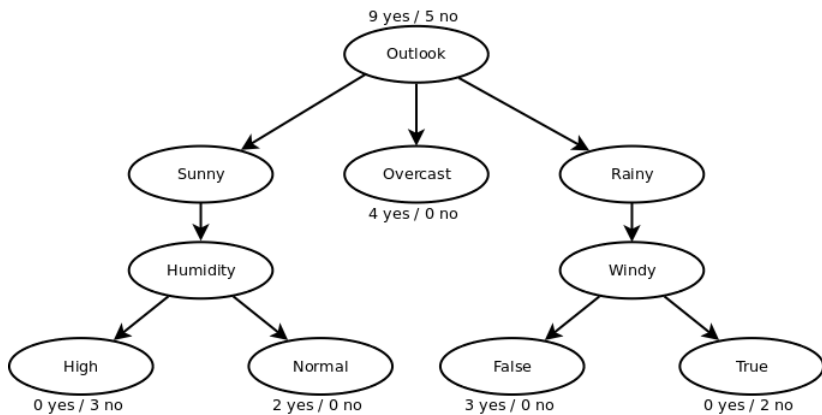 9 yes / 5 no
Outlook
Sunny
Overcast
Rainy
4 yes / 0 no
Humidity
Windy
High
Normal
False
True
0 yes / 3 no
2 yes / 0 no
3 yes / 0 no
0 yes / 2 no